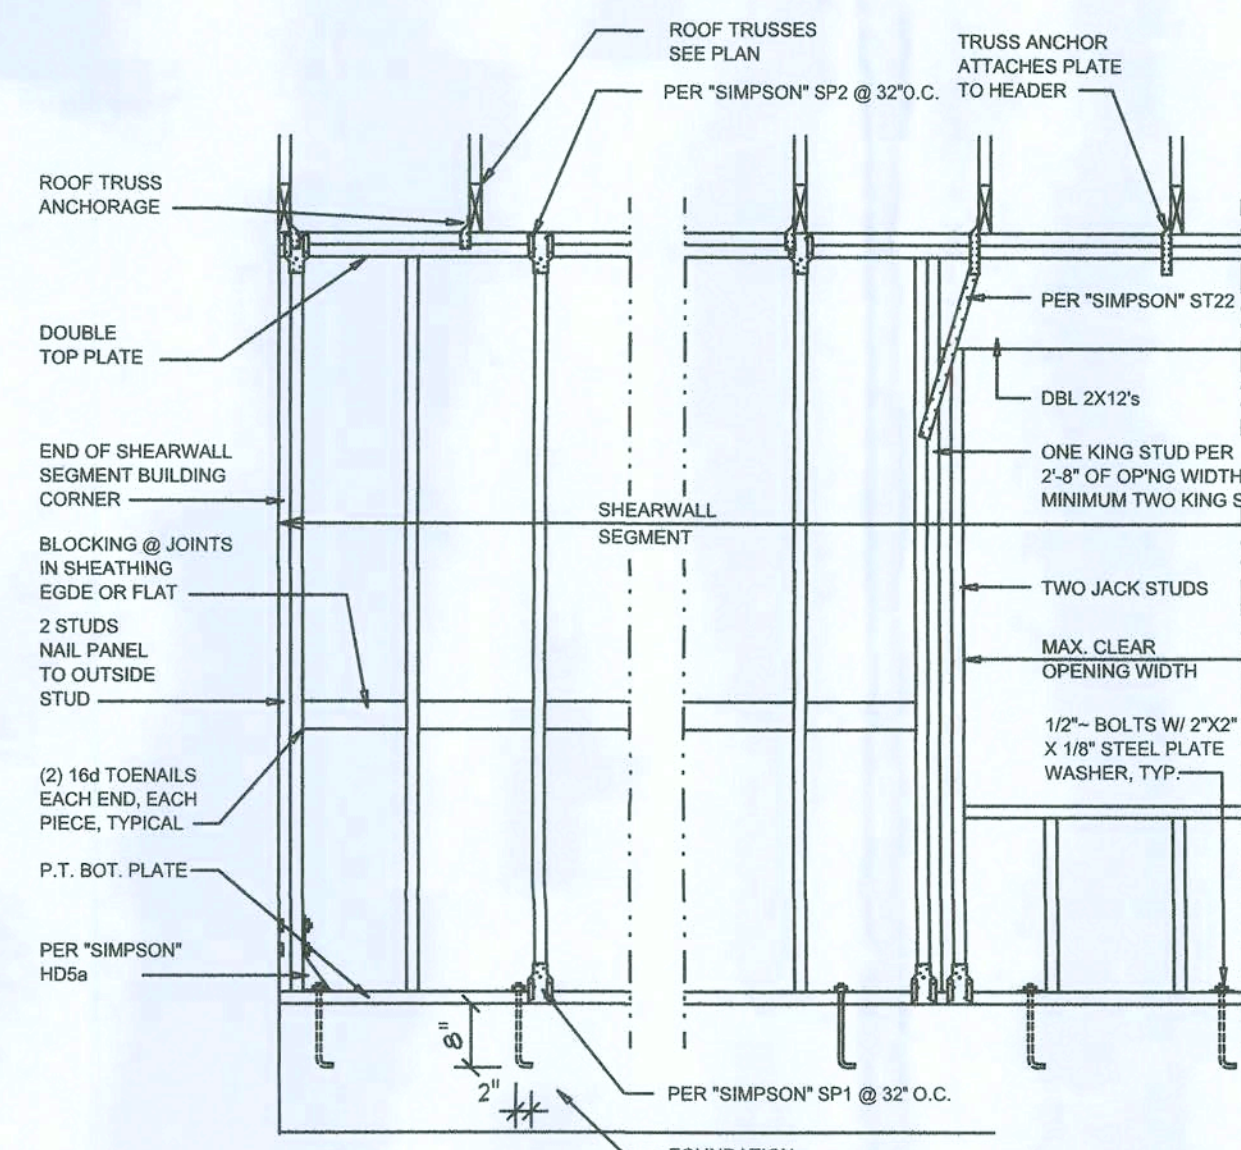 ROOF TRUSSES
SEE PLAN
PER "SIMPSON" SP2 @ 32"O.C.
TRUSS ANCHOR
ATTACHES PLATE
TO HEADER
ROOF TRUSS
ANCHORAGE
DOUBLE
TOP PLATE
END OF SHEARWALL
SEGMENT BUILDING
CORNER
BLOCKING @ JOINTS
IN SHEATHING
EGDE OR FLAT
2 STUDS
NAIL PANEL
TO OUTSIDE
STUD
(2) 16d TOENAILS
EACH END, EACH
PIECE, TYPICAL
P.T. BOT. PLATE
PER "SIMPSON"
HD5a
SHEARWALL
SEGMENT
PER "SIMPSON" ST22
DBL 2X12's
ONE KING STUD PER
2'-8" OF OP'NG WIDTH
MINIMUM TWO KING S
TWO JACK STUDS
MAX. CLEAR
OPENING WIDTH
1/2"~ BOLTS W/ 2"X2"
X 1/8" STEEL PLATE
WASHER, TYP.
8"
2"
PER "SIMPSON" SP1 @ 32" O.C.
FOUNDATION